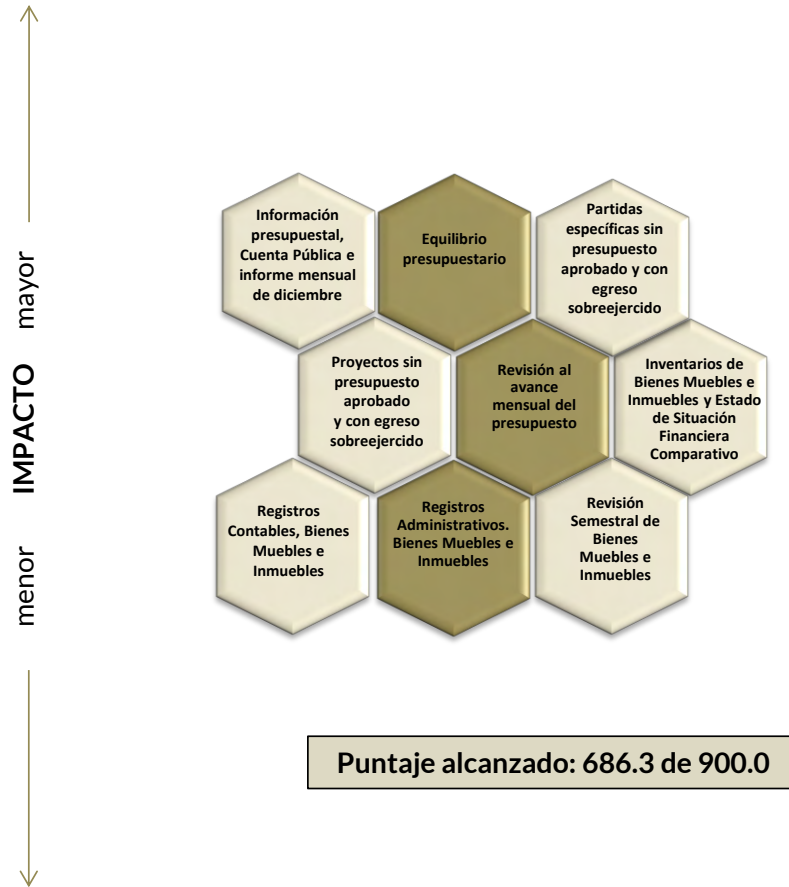 mayor
IMPACTO
menor
Información
presupuestal,
Cuenta Pública e
informe mensual
de diciembre
Equilibrio
presupuestario
Partidas
específicas sin
presupuesto
aprobado y con
egreso
sobreejercido
Proyectos sin
presupuesto
aprobado
y con egreso
sobreejercido
Revisión al
avance
mensual del
presupuesto
Inventarios de
Bienes Muebles e
Inmuebles y Estado
de Situación
Financiera
Comparativo
Registros
Contables, Bienes
Muebles e
Inmuebles
Registros
Administrativos.
Bienes Muebles e
Inmuebles
Revisión
Semestral de
Bienes
Muebles e
Inmuebles
Puntaje alcanzado: 686.3 de 900.0